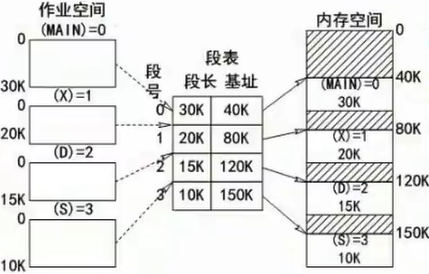 作业空间
0
(MAIN)=0
30K
(X)=1
0
20K
(D)=2
0
15K
(S)=3
0
10K
段号
段表
段长 基址
0 30K 40K
1 20K 80K
2 15K 120K
3 10K 150K
内存空间
0
40K
(MAIN)=0
30K
80K
(X)=1
20K
120K
(D)=2
15K
150K
(S)=3
10K